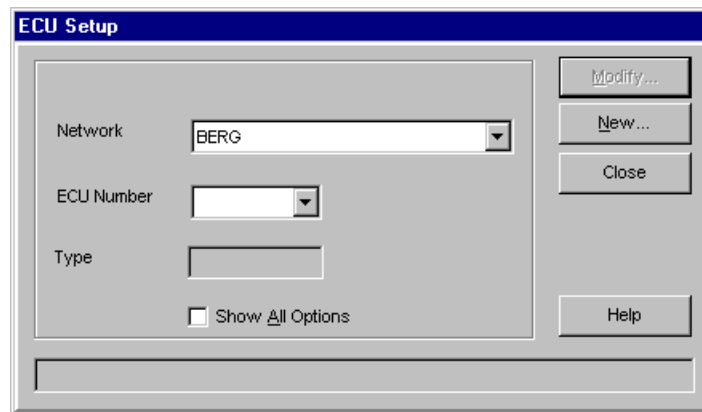 ECU Setup
Modify...
Network
BERG
New...
Close
ECU Number
Type
Show All Options
Help